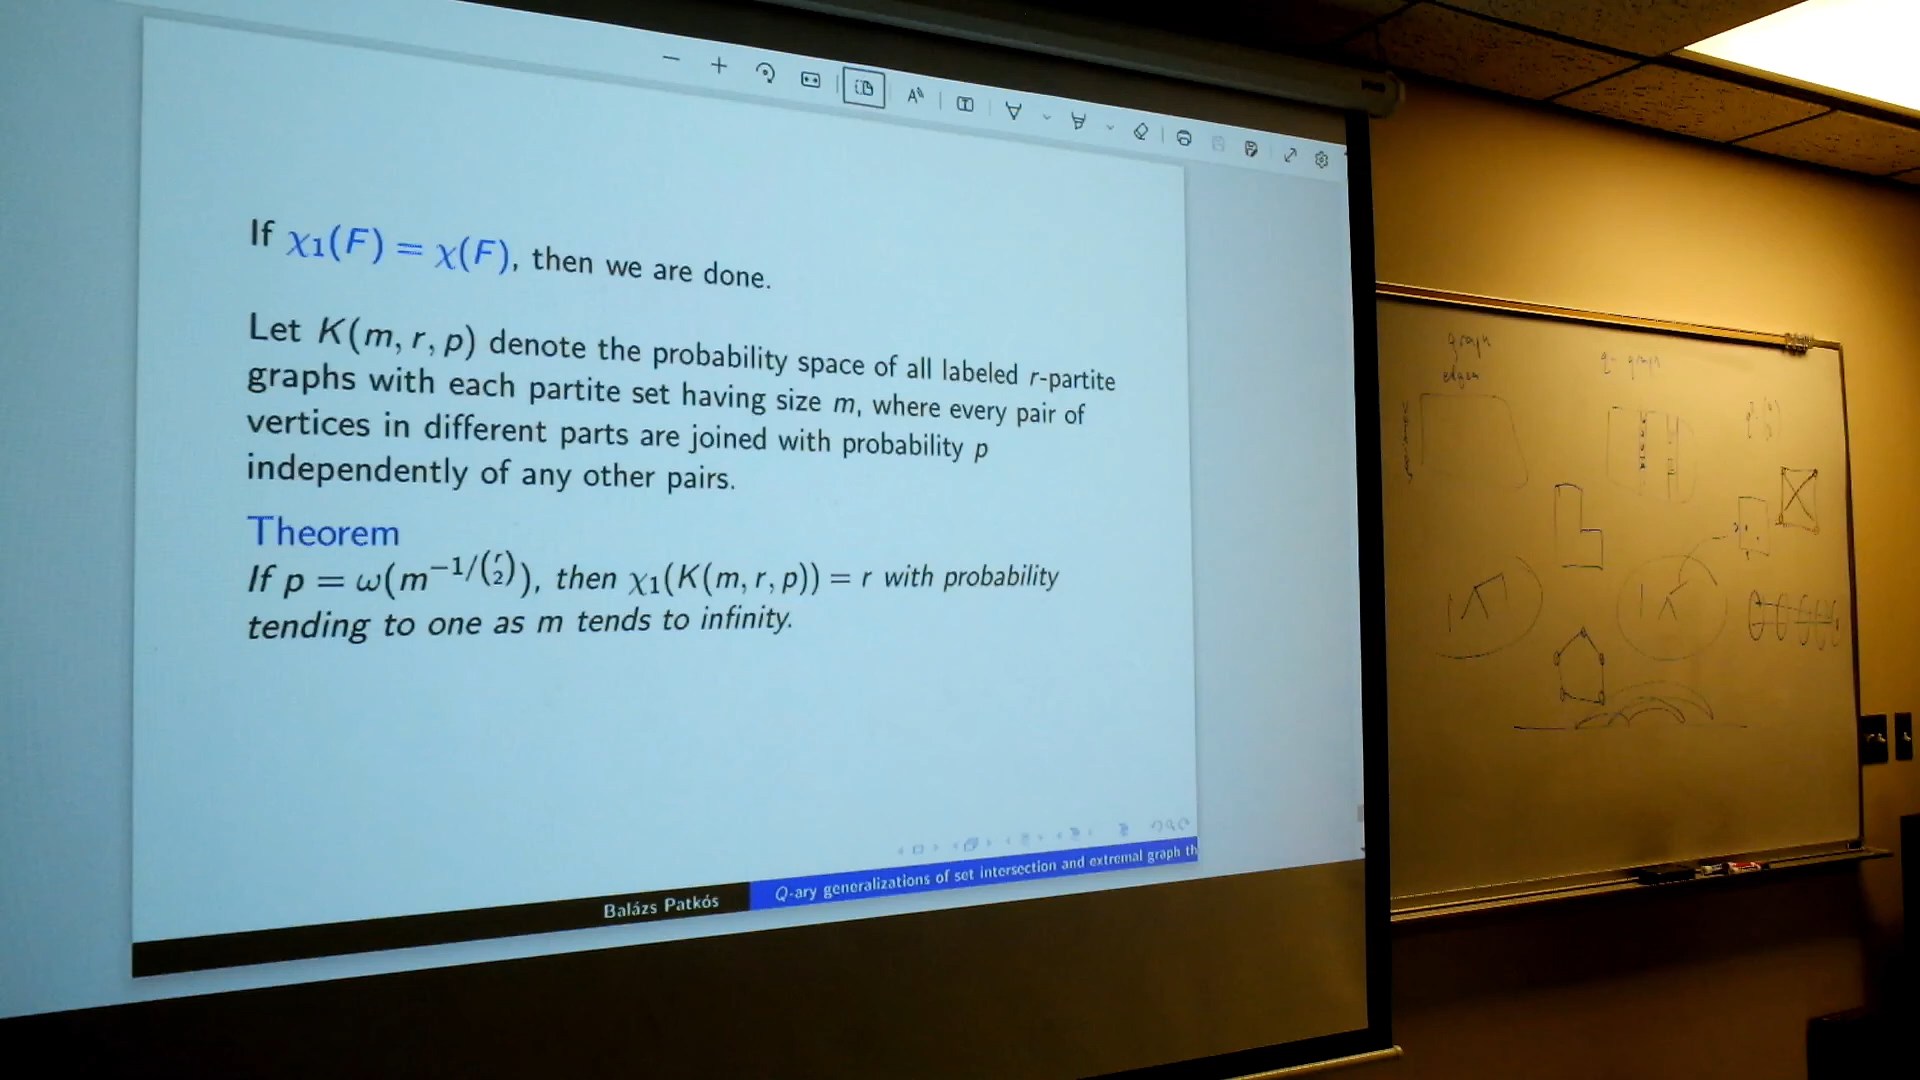 If χ₁(F) = χ(F), then we are done.
Let K(m, r, p) denote the probability space of all labeled r-partite
graphs with each partite set having size m, where every pair of
vertices in different parts are joined with probability p
independently of any other pairs.
Theorem
If p = ω(m^{-1/\binom{r}{2}}), then χ₁(K(m, r, p)) = r with probability
tending to one as m tends to infinity.
Balázs Patkós
Q-ary generalizations of set intersection and extremal graph th
graph
edges
q- graph